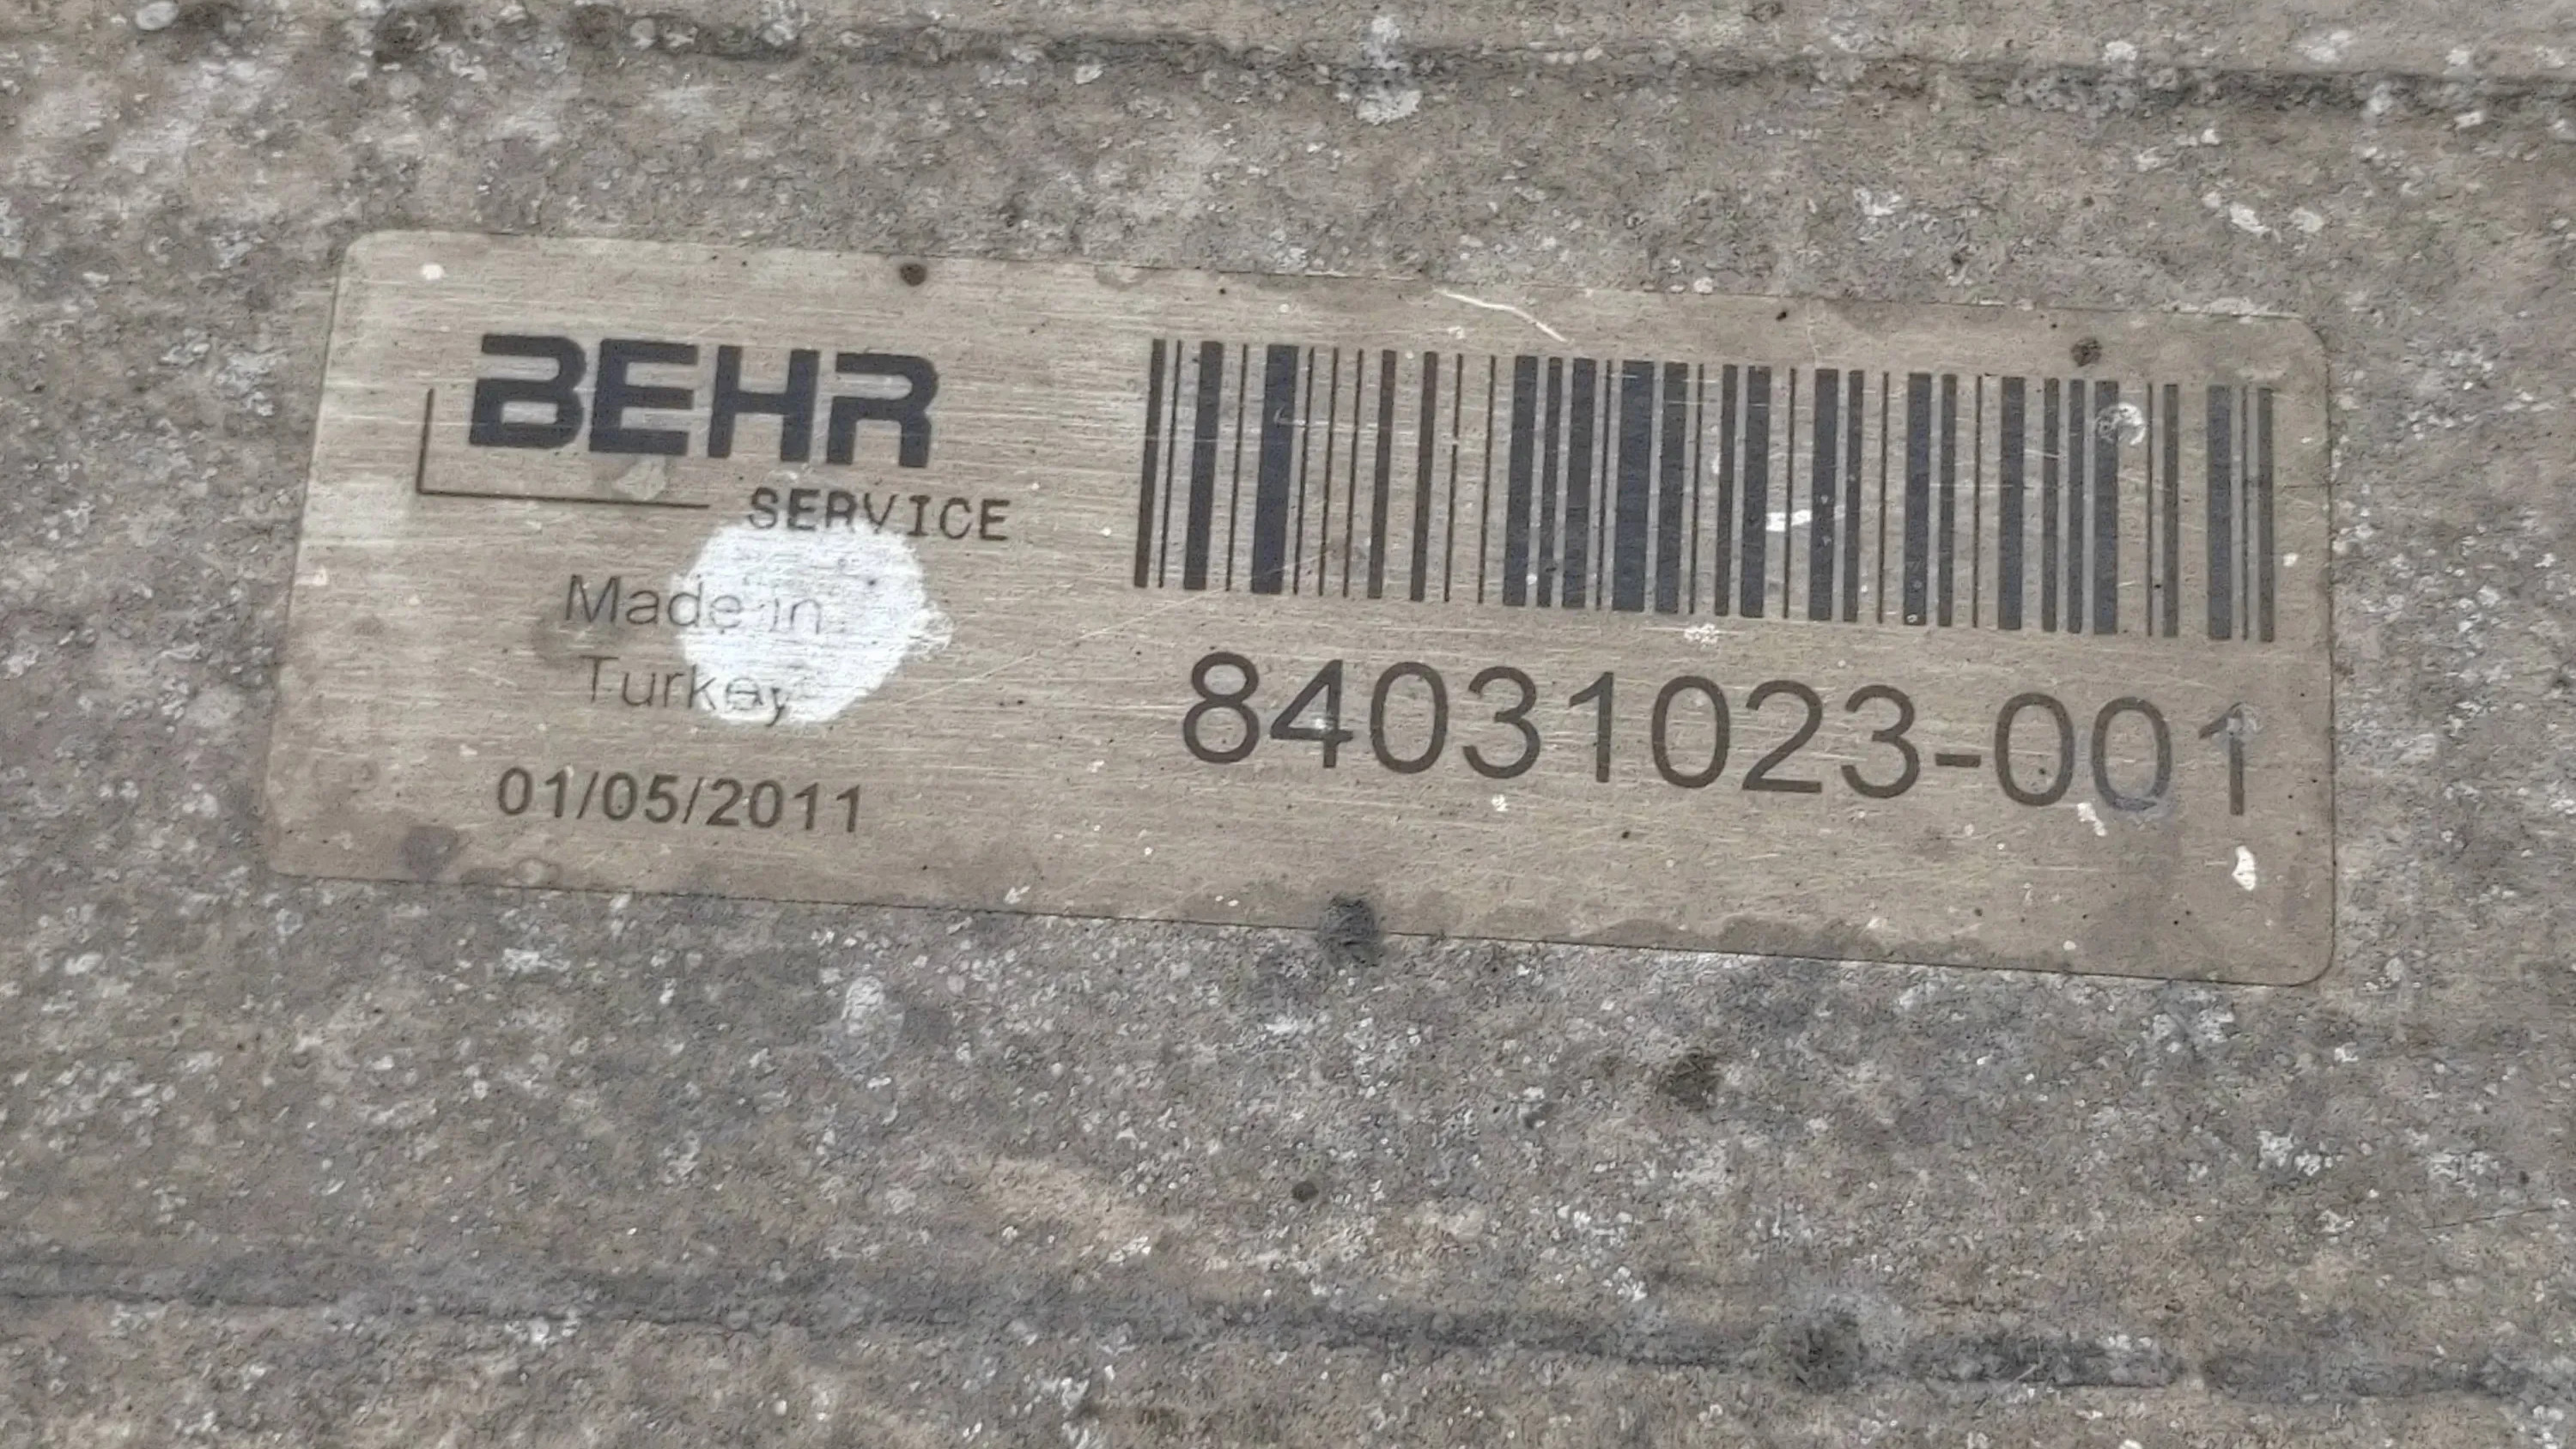 BEHR
SERVICE
Made in
Turkey
01/05/2011
84031023-001